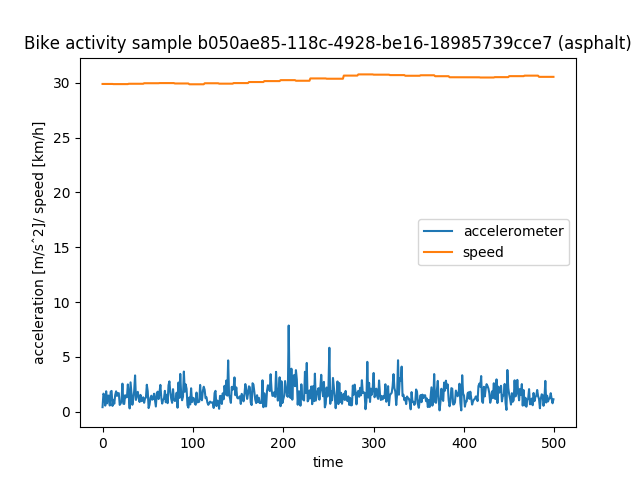 Bike activity sample b050ae85-118c-4928-be16-18985739cce7 (asphalt)
acceleration [m/s^2]/ speed [km/h]
30
25
20
15
10
5
0
accelerometer
speed
0 100 200 300 400 500
time